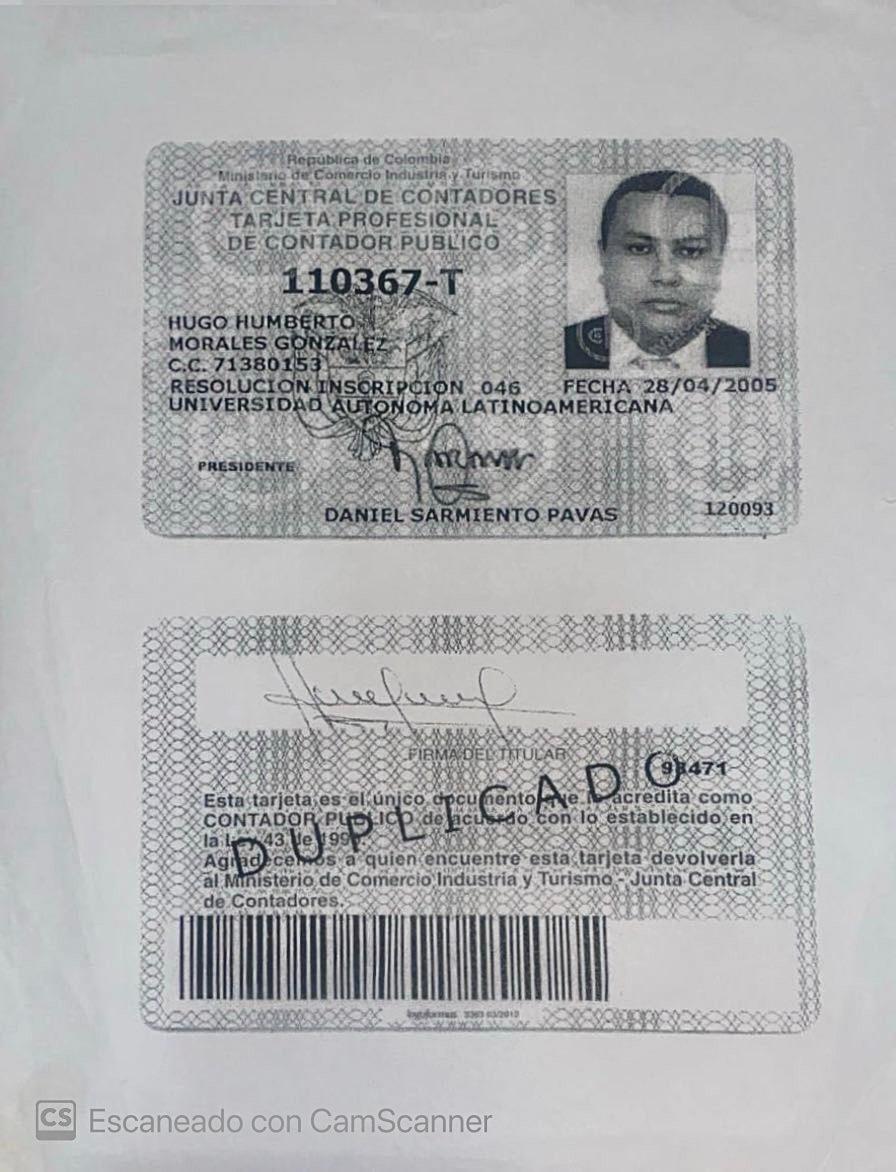 República de Colombia
Ministerio de Comercio Industria y Turismo
JUNTA CENTRAL DE CONTADORES
TARJETA PROFESIONAL
DE CONTADOR PUBLICO
110367-T
HUGO HUMBERTO
MORALES GONZALEZ
C.C. 71380153
RESOLUCION INSCRIPCION 046 FECHA 28/04/2005
UNIVERSIDAD AUTONOMA LATINOAMERICANA
PRESIDENTE
DANIEL SARMIENTO PAVAS
120093
FIRMA DEL TITULAR
471
DUPLICADO
Esta tarjeta es el único documento que lo acredita como
CONTADOR PUBLICO de acuerdo con lo establecido en
la Ley 43 de 199
Agradecemos a quien encuentre esta tarjeta devolverla
al Ministerio de Comercio Industria y Turismo - Junta Central
de Contadores.
CS Escaneado con CamScanner